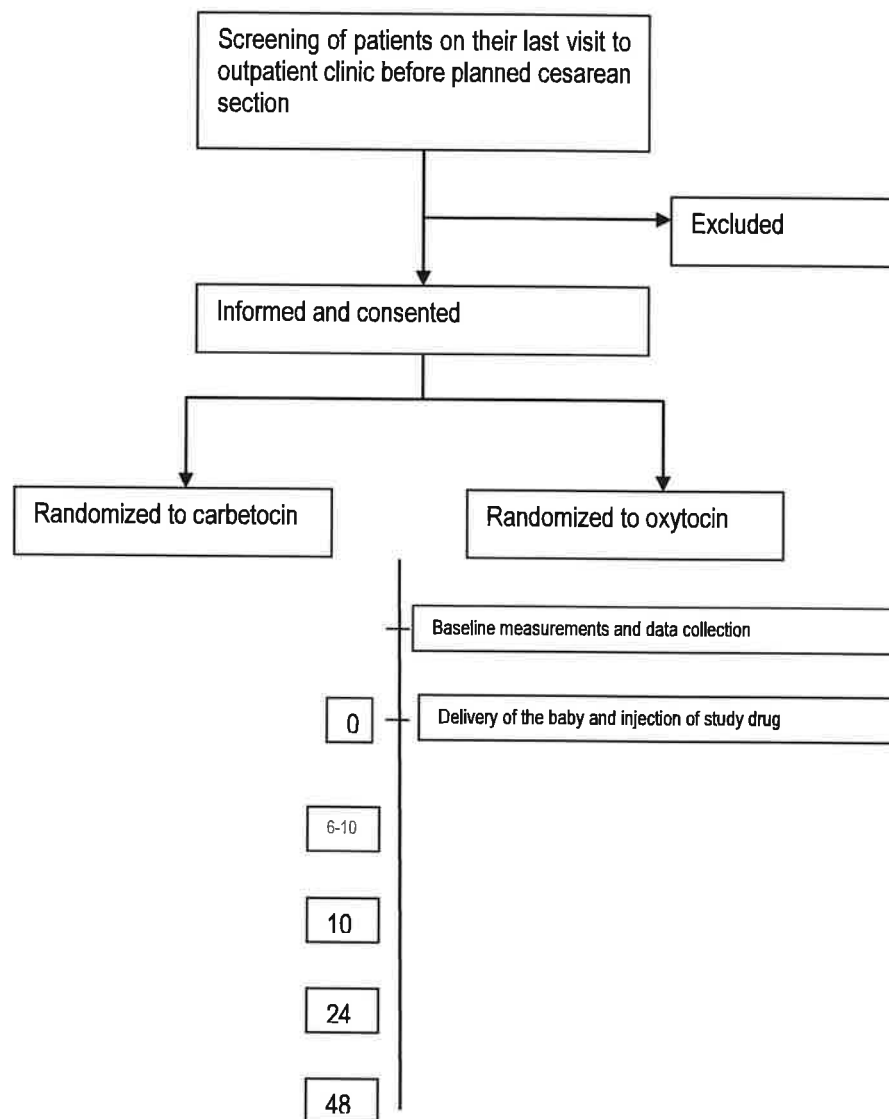 Screening of patients on their last visit to
outpatient clinic before planned cesarean
section
Excluded
Informed and consented
Randomized to carbetocin
Randomized to oxytocin
Baseline measurements and data collection
0
Delivery of the baby and injection of study drug
6-10
10
24
48